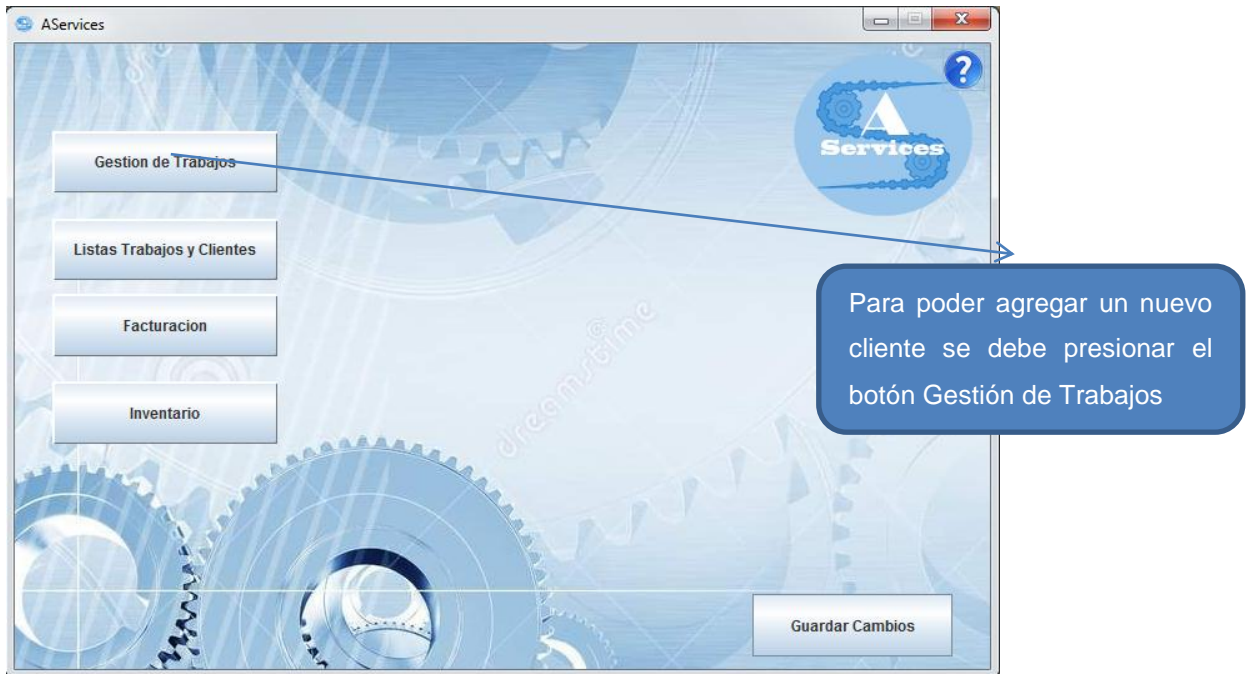 AServices
?
A
Services
Gestion de Trabajos
Listas Trabajos y Clientes
Facturacion
Inventario
Para poder agregar un nuevo
cliente se debe presionar el
botón Gestión de Trabajos
dreamstime
Guardar Cambios